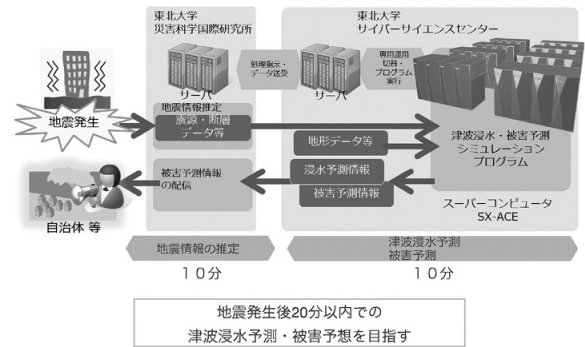 東北大学
災害科学国際研究所
東北大学
サイバーサイエンスセンター
サーバ
処理指示・
データ送受
サーバ
専用運用
切替・
プログラム
実行
地震発生
地震情報推定
震源・断層
データ等
地形データ等
津波浸水・被害予測
シミュレーション
プログラム
被害予測情報
の配信
浸水予測情報
被害予測情報
自治体 等
スーパーコンピュータ
SX-ACE
地震情報の推定
津波浸水予測
被害予測
10分
10分
地震発生後20分以内での
津波浸水予測・被害予想を目指す